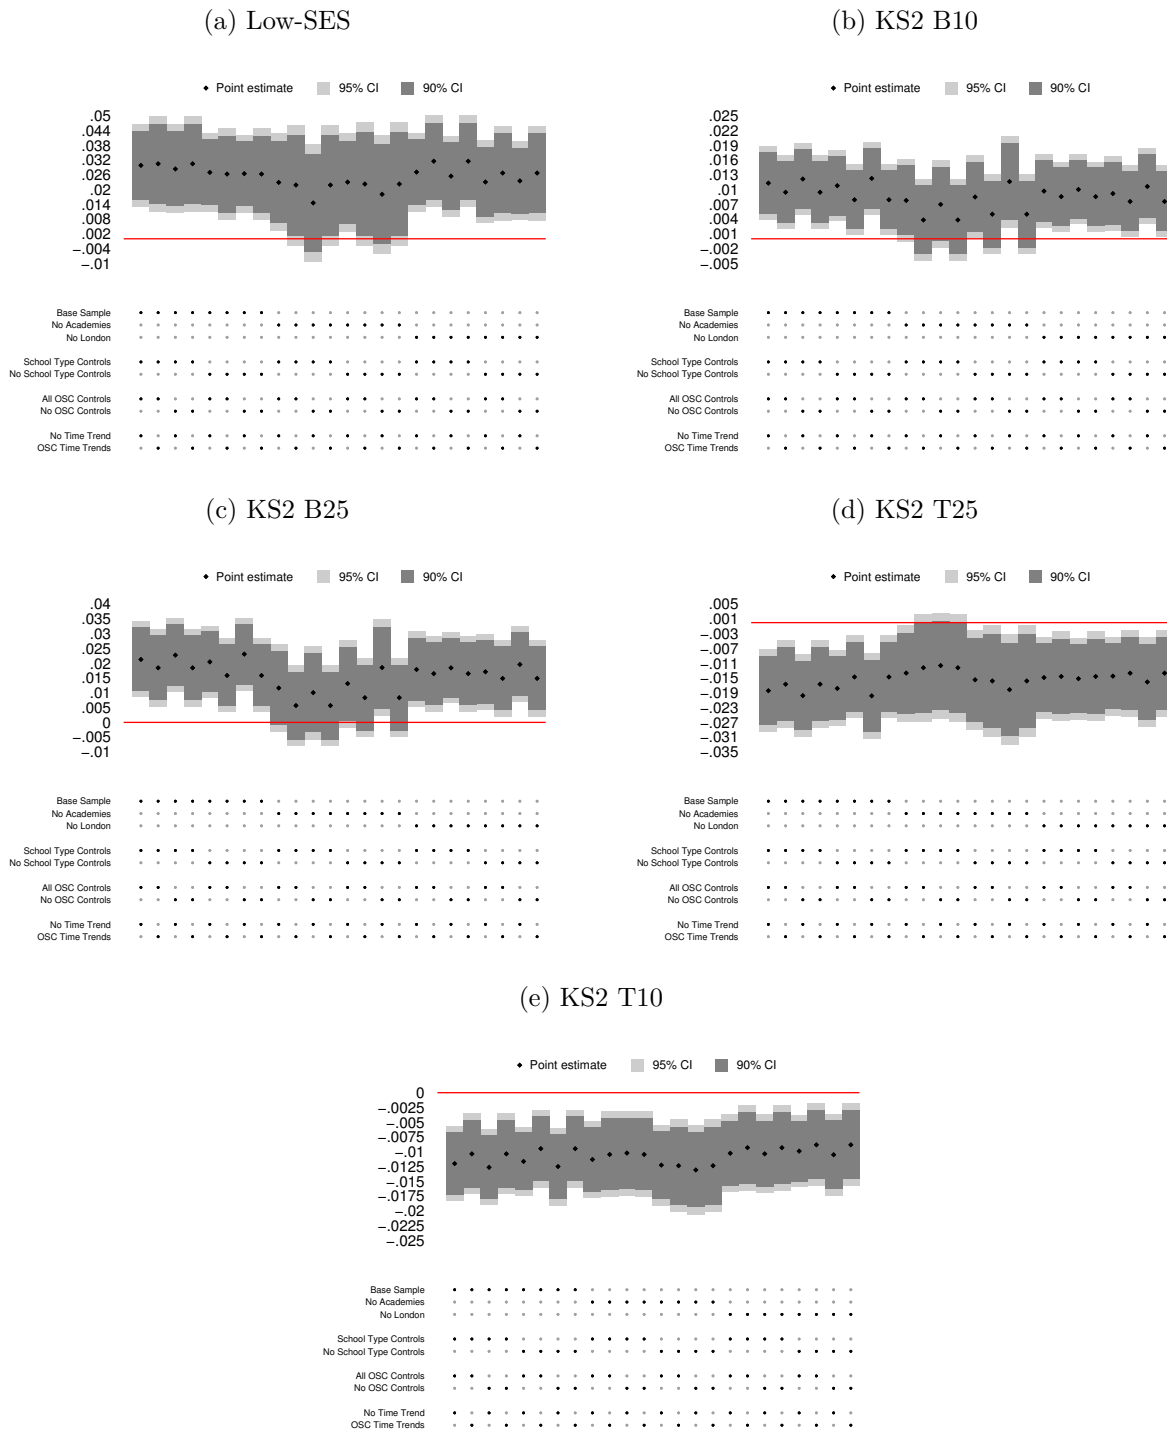 (a) Low-SES
Point estimate 95% CI 90% CI
.05
.044
.038
.032
.026
.02
.014
.008
.002
−.004
−.01
Base Sample
No Academies
No London
School Type Controls
No School Type Controls
All OSC Controls
No OSC Controls
No Time Trend
OSC Time Trends
(b) KS2 B10
Point estimate 95% CI 90% CI
.025
.022
.019
.016
.013
.01
.007
.004
.001
−.002
−.005
Base Sample
No Academies
No London
School Type Controls
No School Type Controls
All OSC Controls
No OSC Controls
No Time Trend
OSC Time Trends
(c) KS2 B25
Point estimate 95% CI 90% CI
.04
.035
.03
.025
.02
.015
.01
.005
0
−.005
−.01
Base Sample
No Academies
No London
School Type Controls
No School Type Controls
All OSC Controls
No OSC Controls
No Time Trend
OSC Time Trends
(d) KS2 T25
Point estimate 95% CI 90% CI
.005
.001
−.003
−.007
−.011
−.015
−.019
−.023
−.027
−.031
−.035
Base Sample
No Academies
No London
School Type Controls
No School Type Controls
All OSC Controls
No OSC Controls
No Time Trend
OSC Time Trends
(e) KS2 T10
Point estimate 95% CI 90% CI
0
−.0025
−.005
−.0075
−.01
−.0125
−.015
−.0175
−.02
−.0225
−.025
Base Sample
No Academies
No London
School Type Controls
No School Type Controls
All OSC Controls
No OSC Controls
No Time Trend
OSC Time Trends